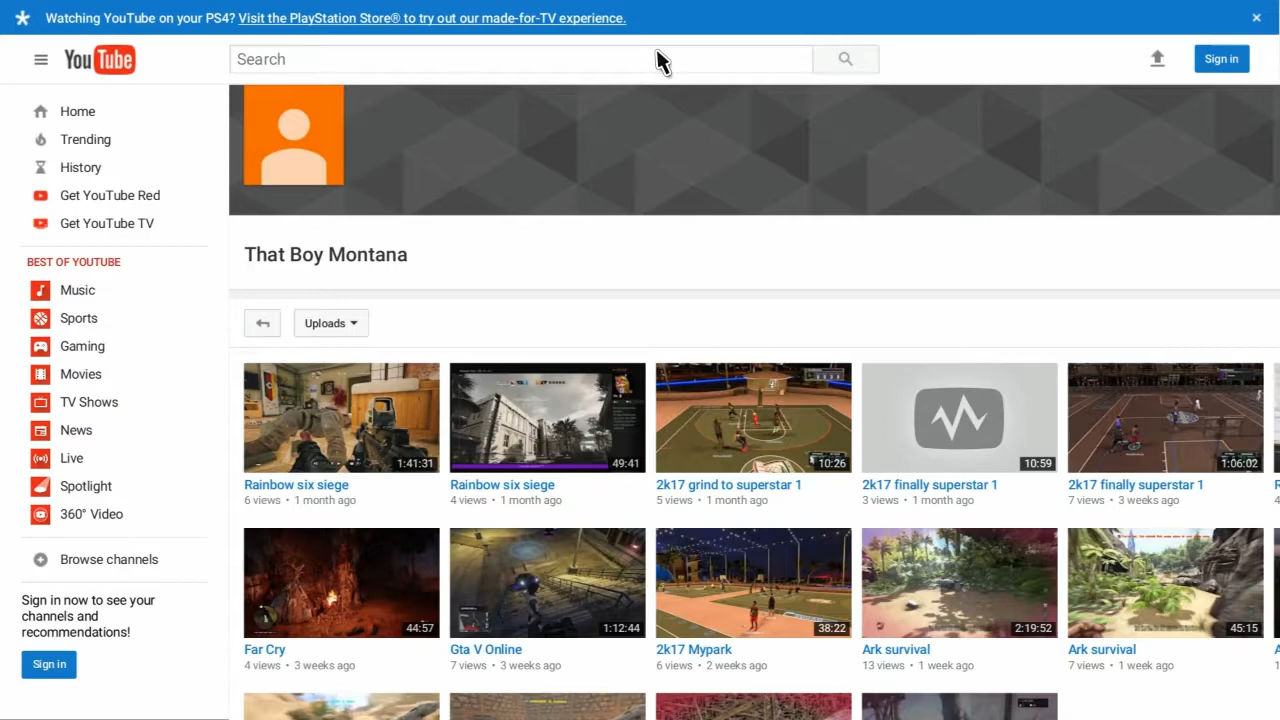 Watching YouTube on your PS4? Visit the PlayStation Store® to try out our made-for-TV experience.
YouTube
Search
Sign in
Home
Trending
History
Get YouTube Red
Get YouTube TV
BEST OF YOUTUBE
Music
Sports
Gaming
Movies
TV Shows
News
Live
Spotlight
360° Video
Browse channels
Sign in now to see your
channels and
recommendations!
Sign in
That Boy Montana
Uploads
1:41:31
49:41
10:26
10:59
1:06:02
Rainbow six siege
Rainbow six siege
2k17 grind to superstar 1
2k17 finally superstar 1
2k17 finally superstar 1
6 views • 1 month ago
4 views • 1 month ago
5 views • 1 month ago
3 views • 1 month ago
7 views • 3 weeks ago
44:57
1:12:44
38:22
2:19:52
45:15
Far Cry
Gta V Online
2k17 Mypark
Ark survival
Ark survival
4 views • 3 weeks ago
7 views • 3 weeks ago
6 views • 2 weeks ago
13 views • 1 week ago
7 views • 1 week ago